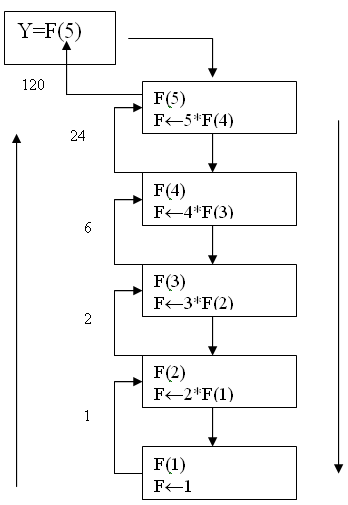 Y=F(5)
120
F(5)
F←5*F(4)
24
F(4)
F←4*F(3)
6
F(3)
F←3*F(2)
2
F(2)
F←2*F(1)
1
F(1)
F←1